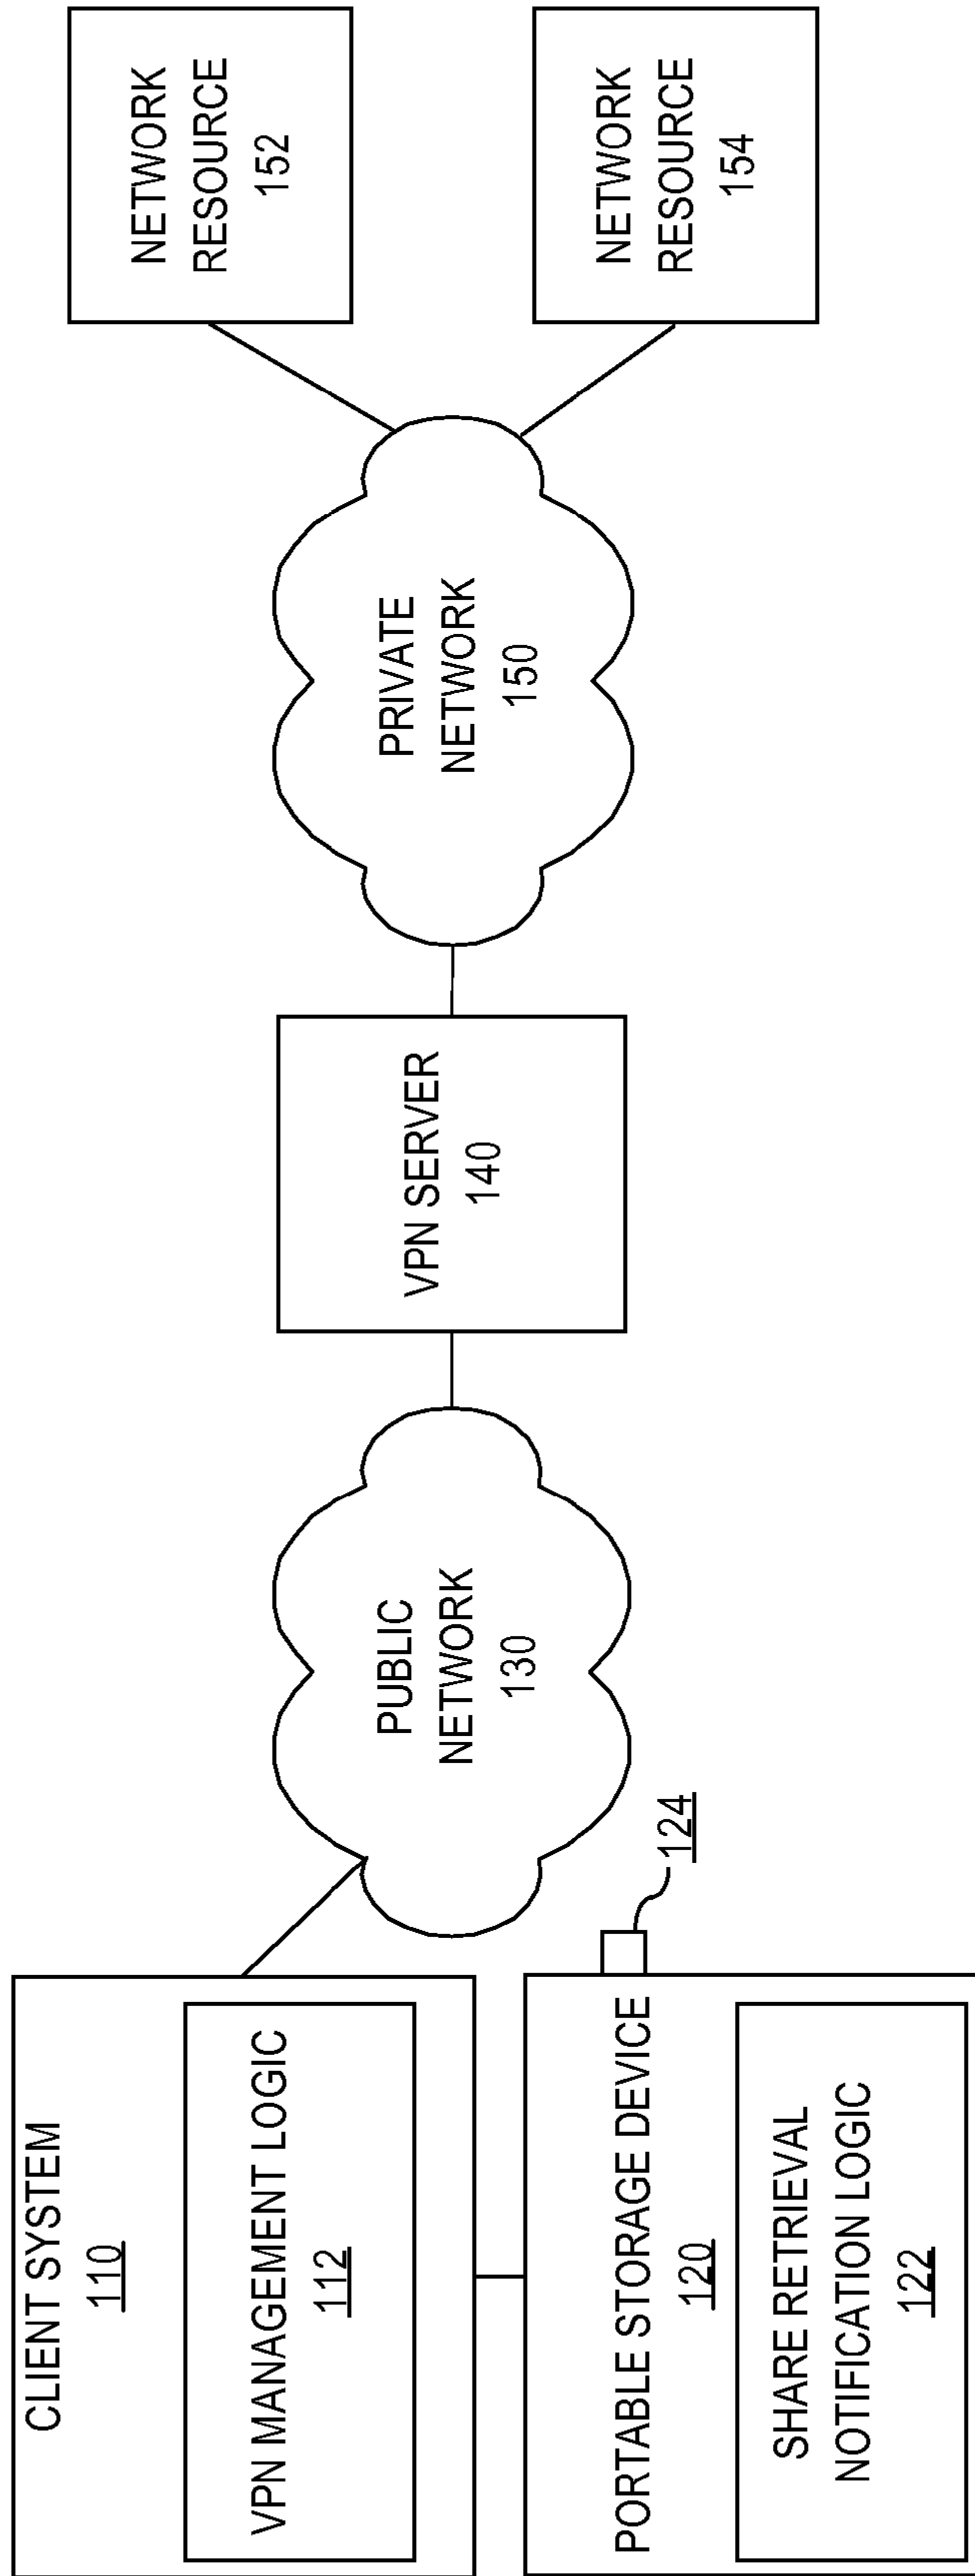 CLIENT SYSTEM
110
VPN MANAGEMENT LOGIC
112
PORTABLE STORAGE DEVICE
120
SHARE RETRIEVAL
NOTIFICATION LOGIC
122
124
PUBLIC
NETWORK
130
VPN SERVER
140
PRIVATE
NETWORK
150
NETWORK
RESOURCE
152
NETWORK
RESOURCE
154